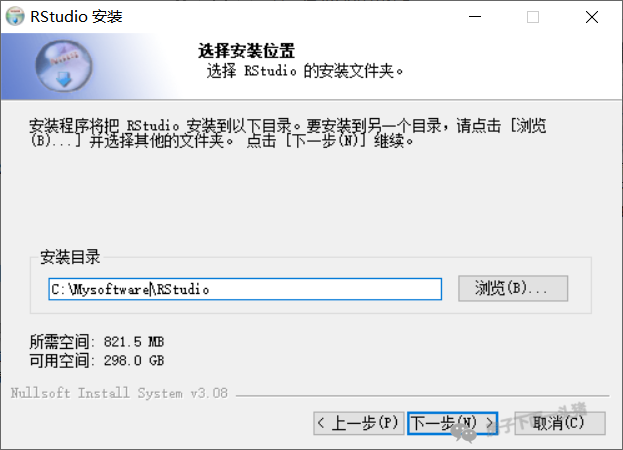 RStudio 安装
选择安装位置
选择 RStudio 的安装文件夹。
安装程序将把 RStudio 安装到以下目录。要安装到另一个目录，请点击 [浏览
(B)...] 并选择其他的文件夹。 点击 [下一步(N)] 继续。
安装目录
C:\Mysoftware\RStudio
浏览(B)...
所需空间: 821.5 MB
可用空间: 298.0 GB
Nullsoft Install System v3.08
< 上一步(P)
下一步(N) >
取消(C)